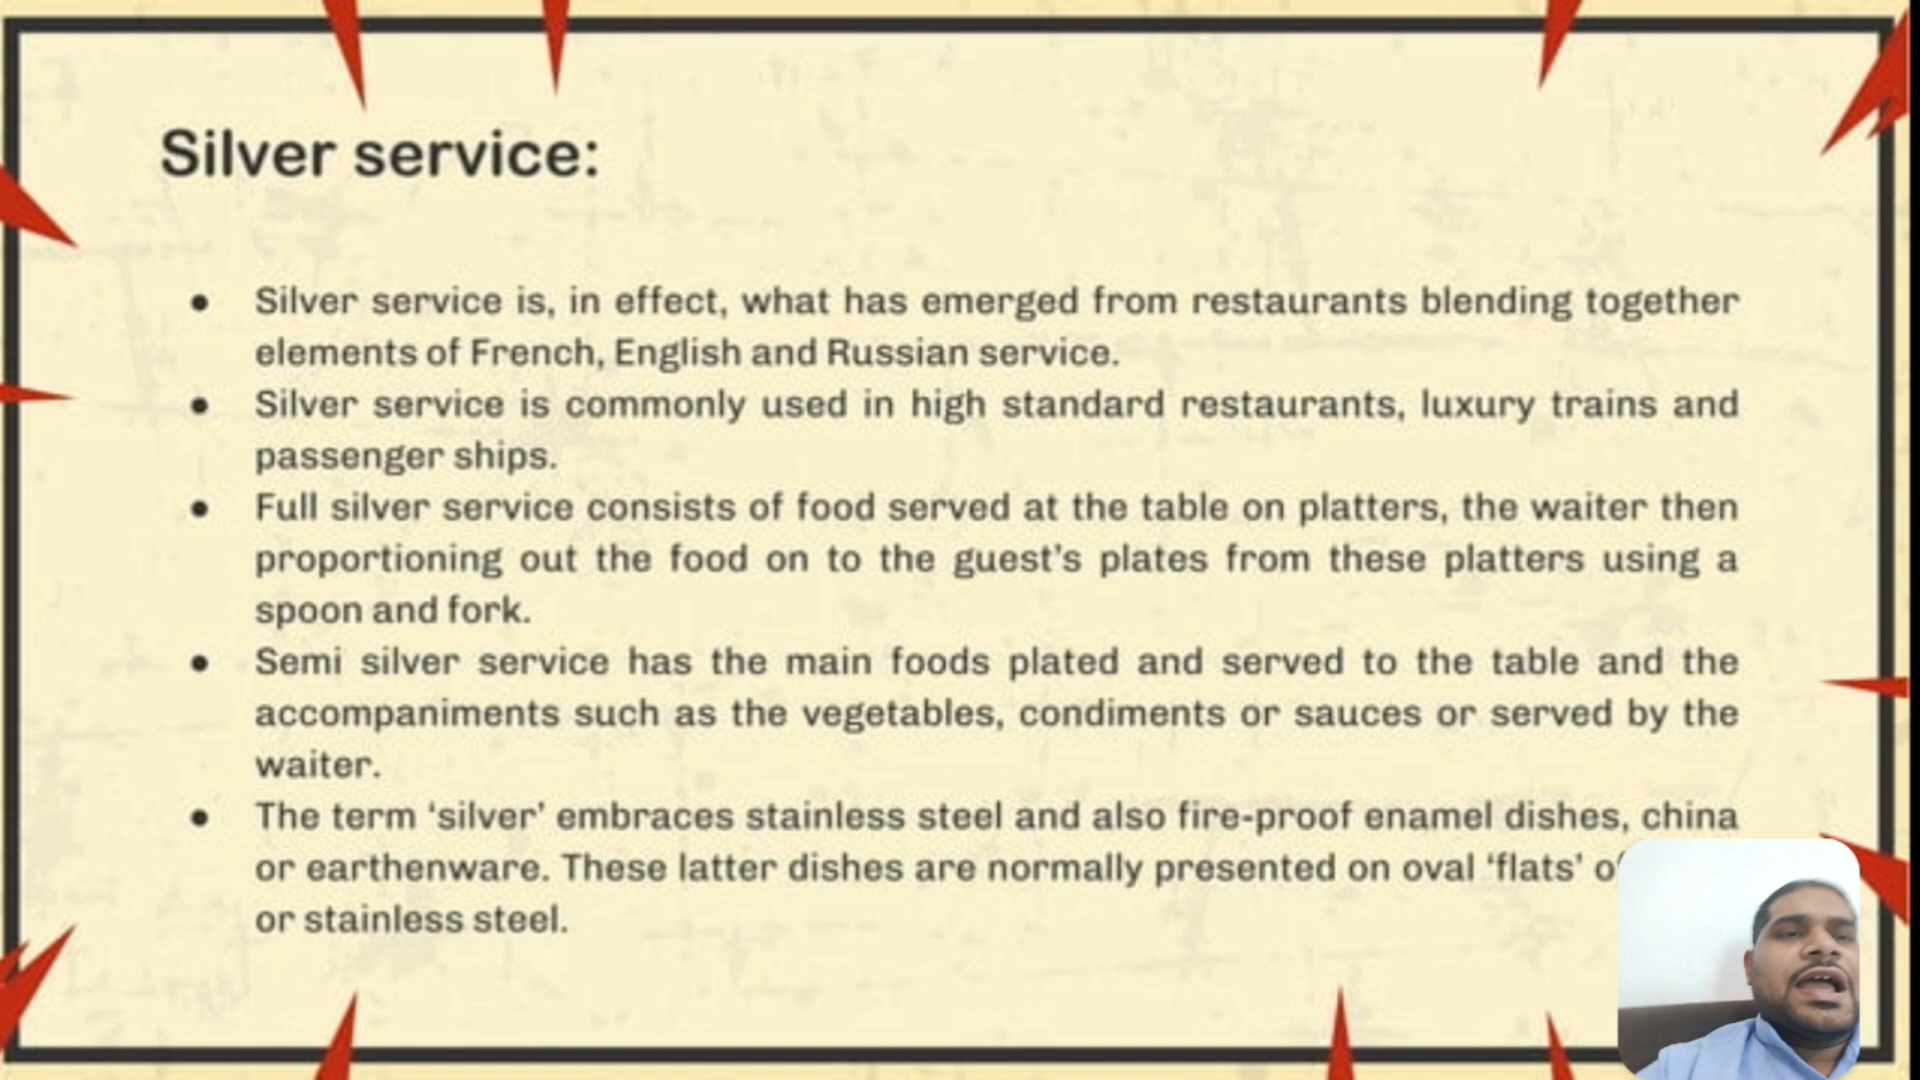 Silver service:
● Silver service is, in effect, what has emerged from restaurants blending together
elements of French, English and Russian service.
● Silver service is commonly used in high standard restaurants, luxury trains and
passenger ships.
● Full silver service consists of food served at the table on platters, the waiter then
proportioning out the food on to the guest's plates from these platters using a
spoon and fork.
● Semi silver service has the main foods plated and served to the table and the
accompaniments such as the vegetables, condiments or sauces or served by the
waiter.
● The term ‘silver’ embraces stainless steel and also fire-proof enamel dishes, china
or earthenware. These latter dishes are normally presented on oval ‘flats’
or stainless steel.